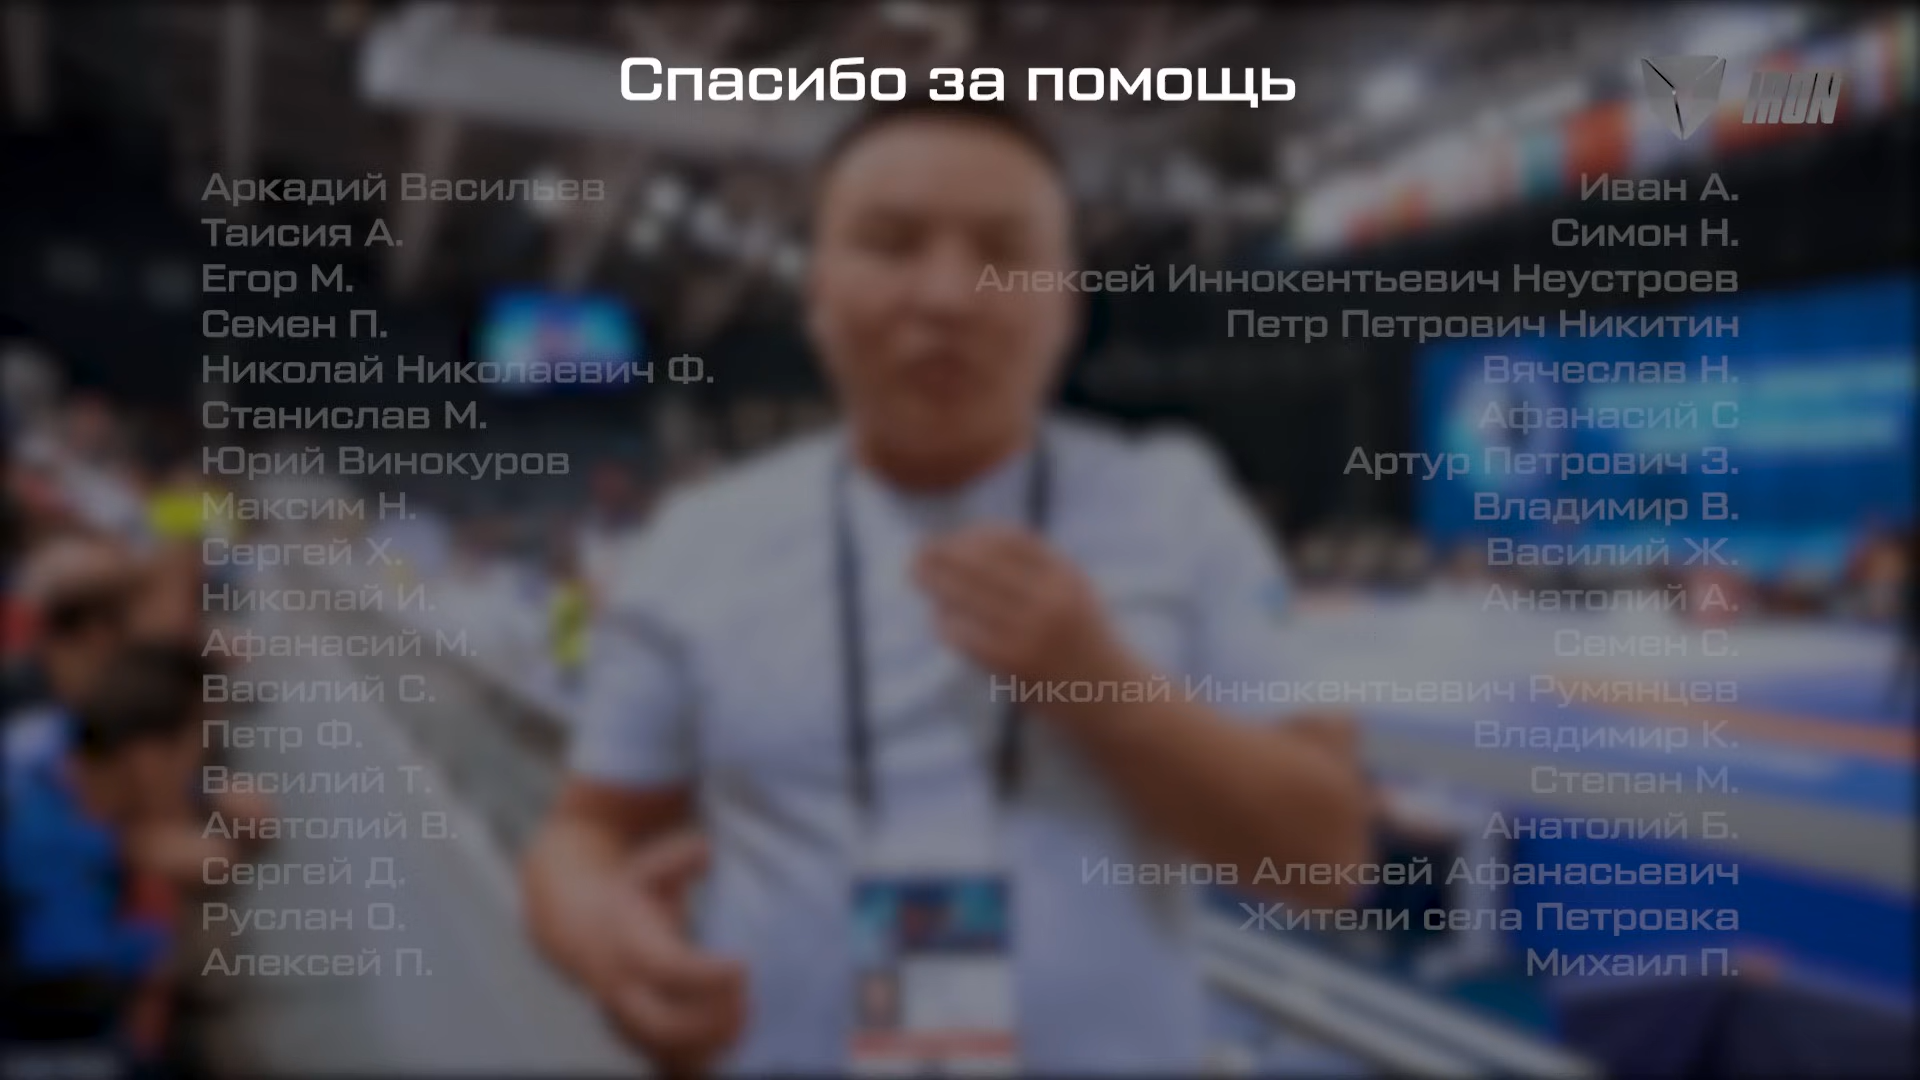 Спасибо за помощь
IRON
Аркадий Васильев
Таисия А.
Егор М.
Семен П.
Николай Николаевич Ф.
Станислав М.
Юрий Винокуров
Максим Н.
Сергей Х.
Николай И.
Афанасий М.
Василий С.
Петр Ф.
Василий Т.
Анатолий В.
Сергей Д.
Руслан О.
Алексей П.
Иван А.
Симон Н.
Алексей Иннокентьевич Неустроев
Петр Петрович Никитин
Вячеслав Н.
Афанасий С
Артур Петрович З.
Владимир В.
Василий Ж.
Анатолий А.
Семен С.
Николай Иннокентьевич Румянцев
Владимир К.
Степан М.
Анатолий Б.
Иванов Алексей Афанасьевич
Жители села Петровка
Михаил П.